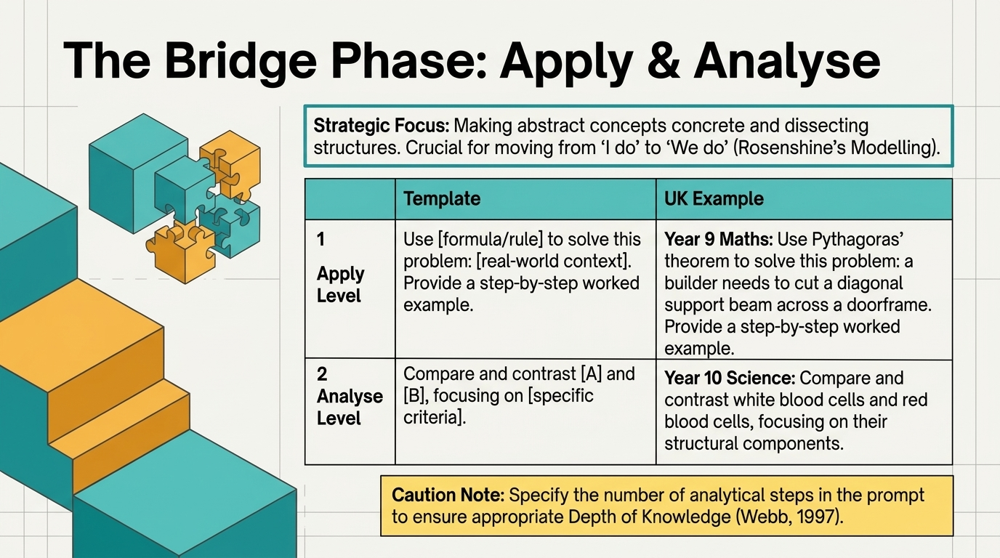 The Bridge Phase: Apply & Analyse
Strategic Focus: Making abstract concepts concrete and dissecting
structures. Crucial for moving from ‘I do’ to ‘We do’ (Rosenshine’s Modelling).
Template
UK Example
1
Apply
Level
Use [formula/rule] to solve this
problem: [real-world context].
Provide a step-by-step worked
example.
Year 9 Maths: Use Pythagoras’
theorem to solve this problem: a
builder needs to cut a diagonal
support beam across a doorframe.
Provide a step-by-step worked
example.
2
Analyse
Level
Compare and contrast [A] and
[B], focusing on [specific
criteria].
Year 10 Science: Compare and
contrast white blood cells and red
blood cells, focusing on their
structural components.
Caution Note: Specify the number of analytical steps in the prompt
to ensure appropriate Depth of Knowledge (Webb, 1997).